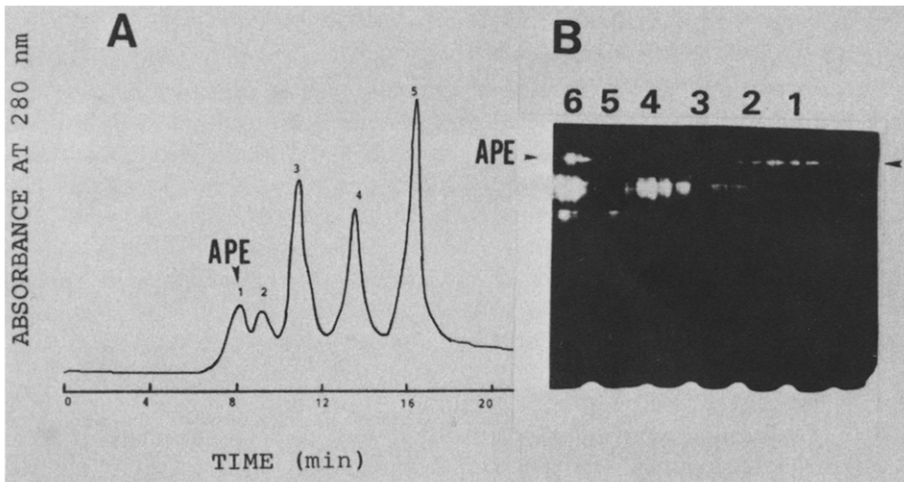 A
ABSORBANCE AT 280 nm
5
3
4
APE
1 2
0 4 8 12 16 20
TIME (min)
B
6 5 4 3 2 1
APE